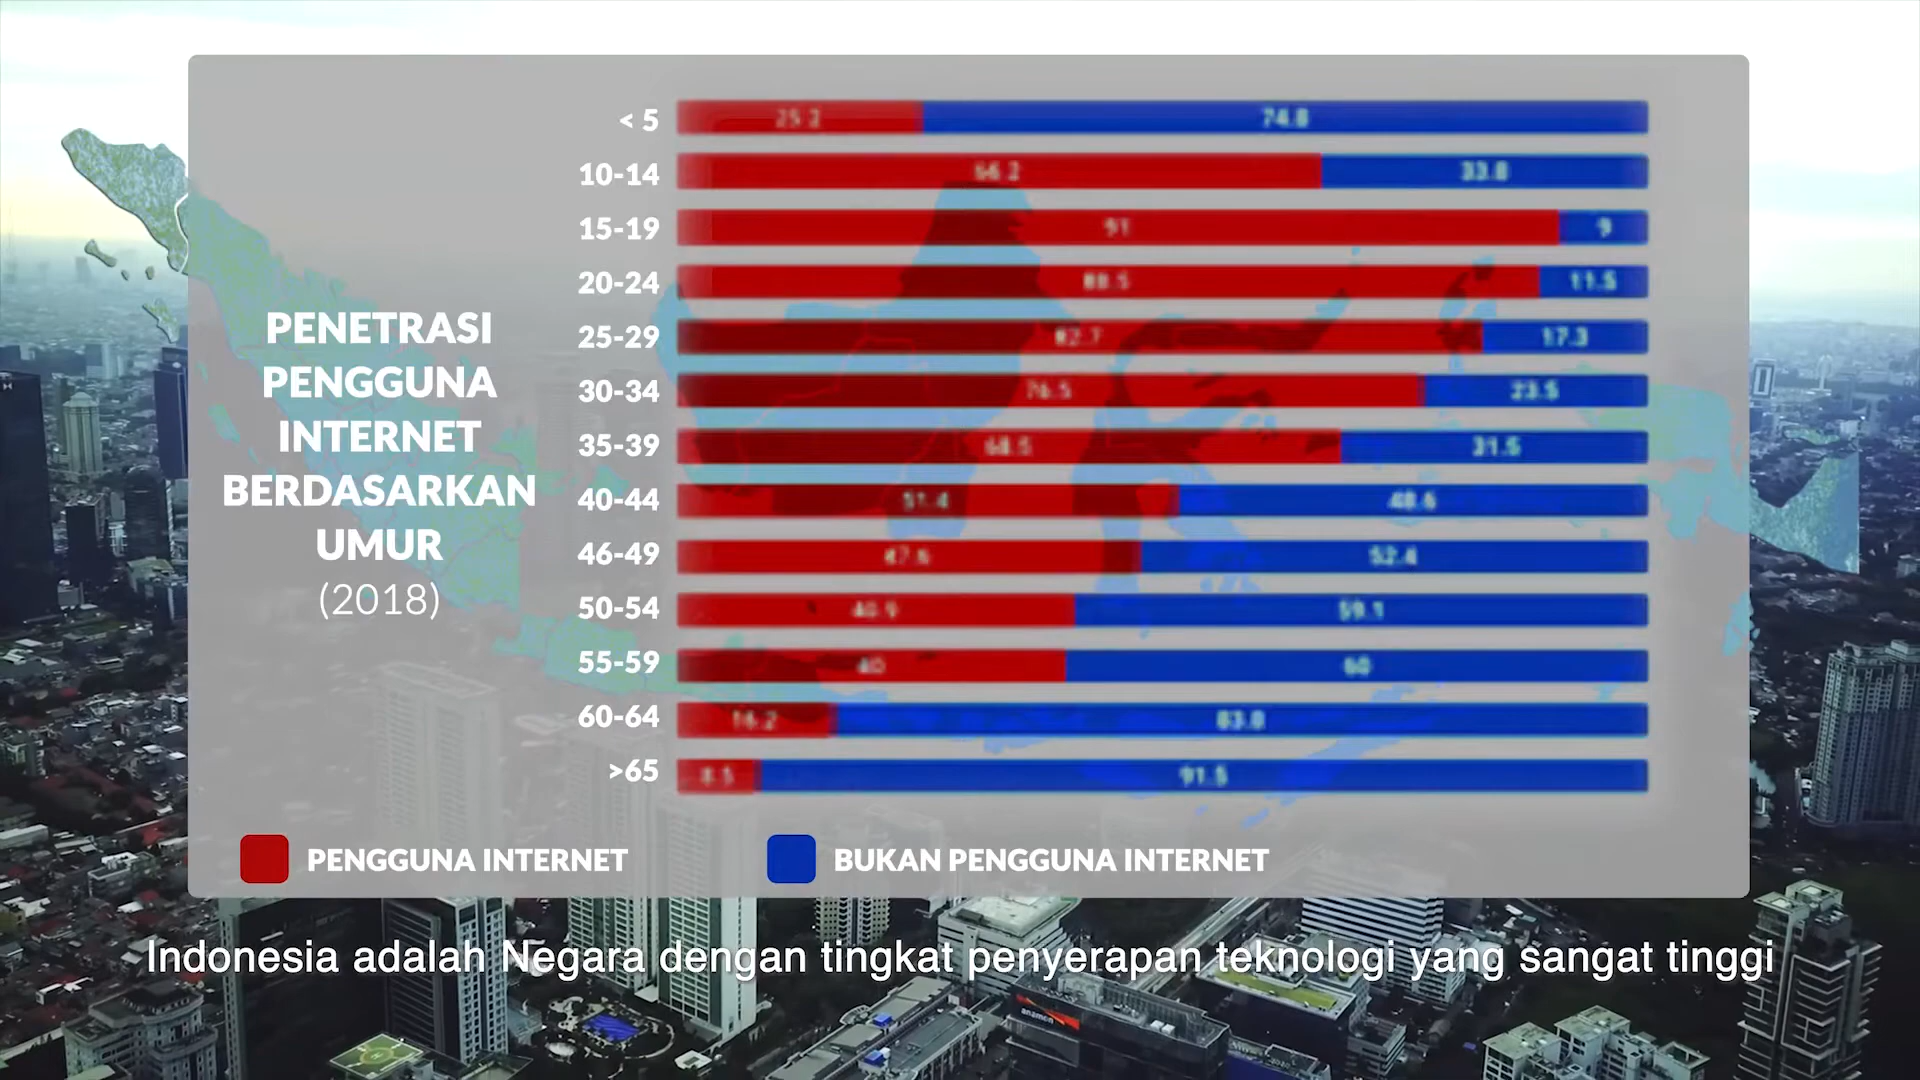 < 5 25.2 74.8
10-14 66.2 33.8
15-19 91 9
20-24 88.5 11.5
25-29 82.7 17.3
30-34 76.5 23.5
35-39 68.5 31.5
40-44 51.4 48.6
46-49 47.6 52.4
50-54 40.9 59.1
55-59 40 60
60-64 16.2 83.8
>65 8.5 91.5
PENETRASI
PENGGUNA
INTERNET
BERDASARKAN
UMUR
(2018)
PENGGUNA INTERNET
BUKAN PENGGUNA INTERNET
Indonesia adalah Negara dengan tingkat penyerapan teknologi yang sangat tinggi